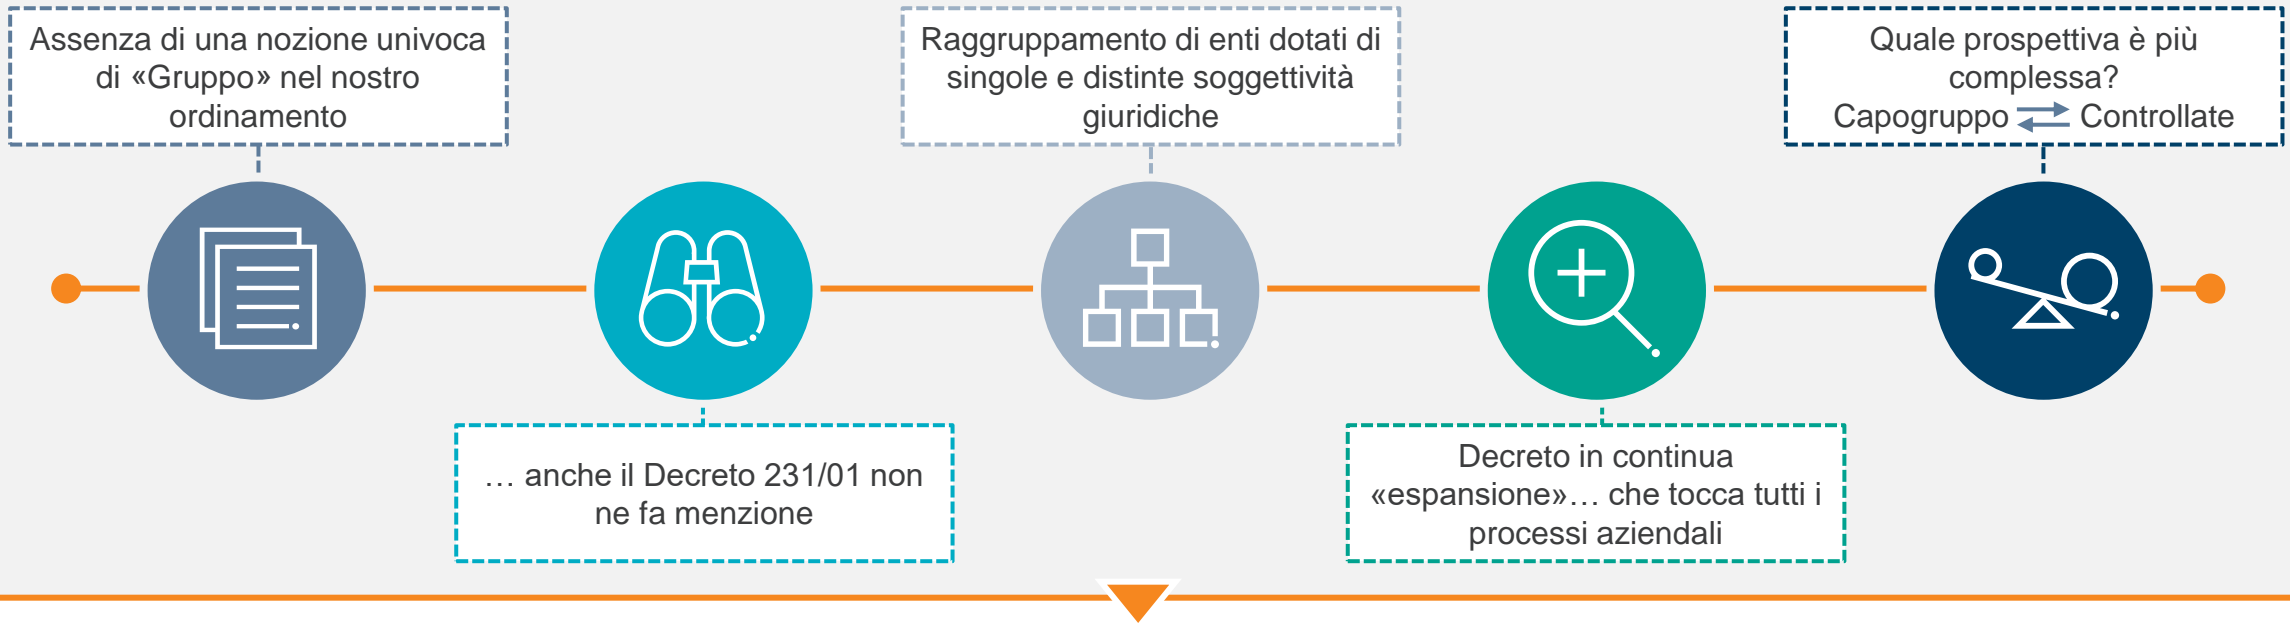 Assenza di una nozione univoca
di «Gruppo» nel nostro
ordinamento
… anche il Decreto 231/01 non
ne fa menzione
Raggruppamento di enti dotati di
singole e distinte soggettività
giuridiche
Decreto in continua
«espansione»… che tocca tutti i
processi aziendali
Quale prospettiva è più
complessa?
Capogruppo Controllate